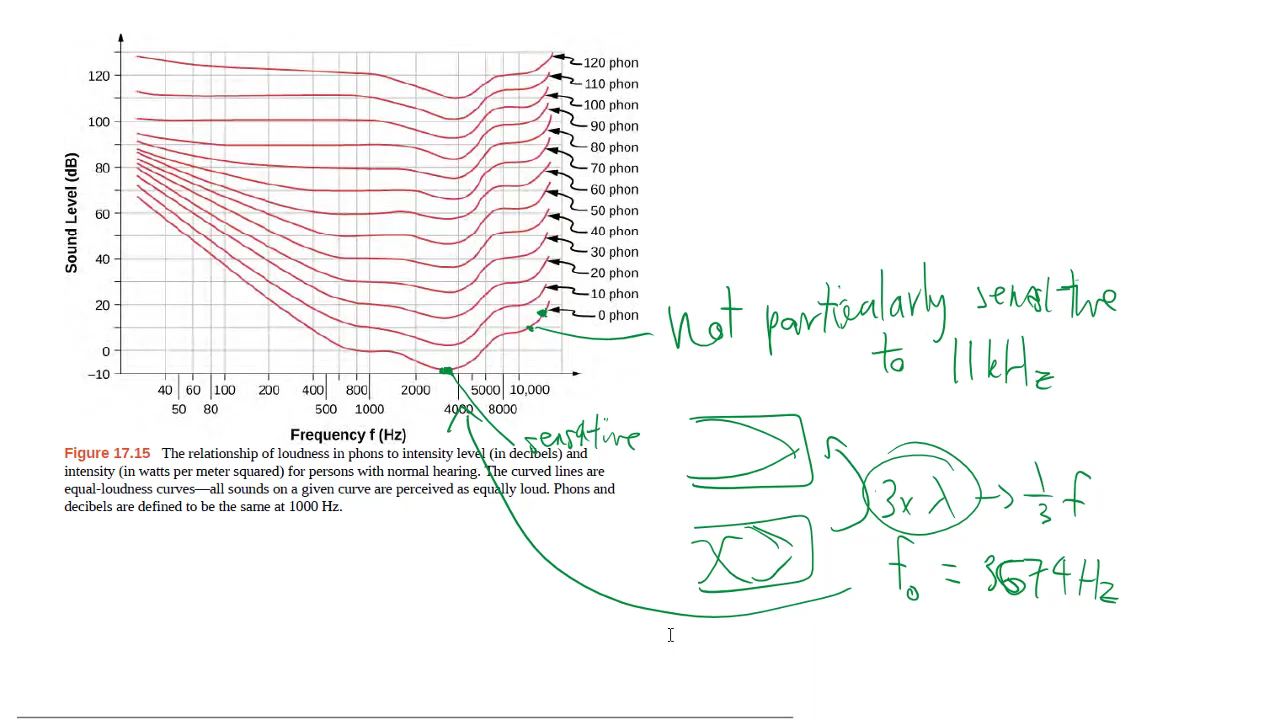 120 phon
110 phon
100 phon
90 phon
80 phon
70 phon
60 phon
50 phon
40 phon
30 phon
20 phon
10 phon
0 phon
Sound Level (dB)
120
100
80
60
40
20
0
−10
40 60 100 200 400 800 2000 5000 10,000
50 80 500 1000 4000 8000
Frequency f (Hz)
Figure 17.15 The relationship of loudness in phons to intensity level (in decibels) and
intensity (in watts per meter squared) for persons with normal hearing. The curved lines are
equal-loudness curves—all sounds on a given curve are perceived as equally loud. Phons and
decibels are defined to be the same at 1000 Hz.
Not particularly sensitive
to 11kHz
sensitive
3x λ → 1/3 f
f₀ = 3674 Hz